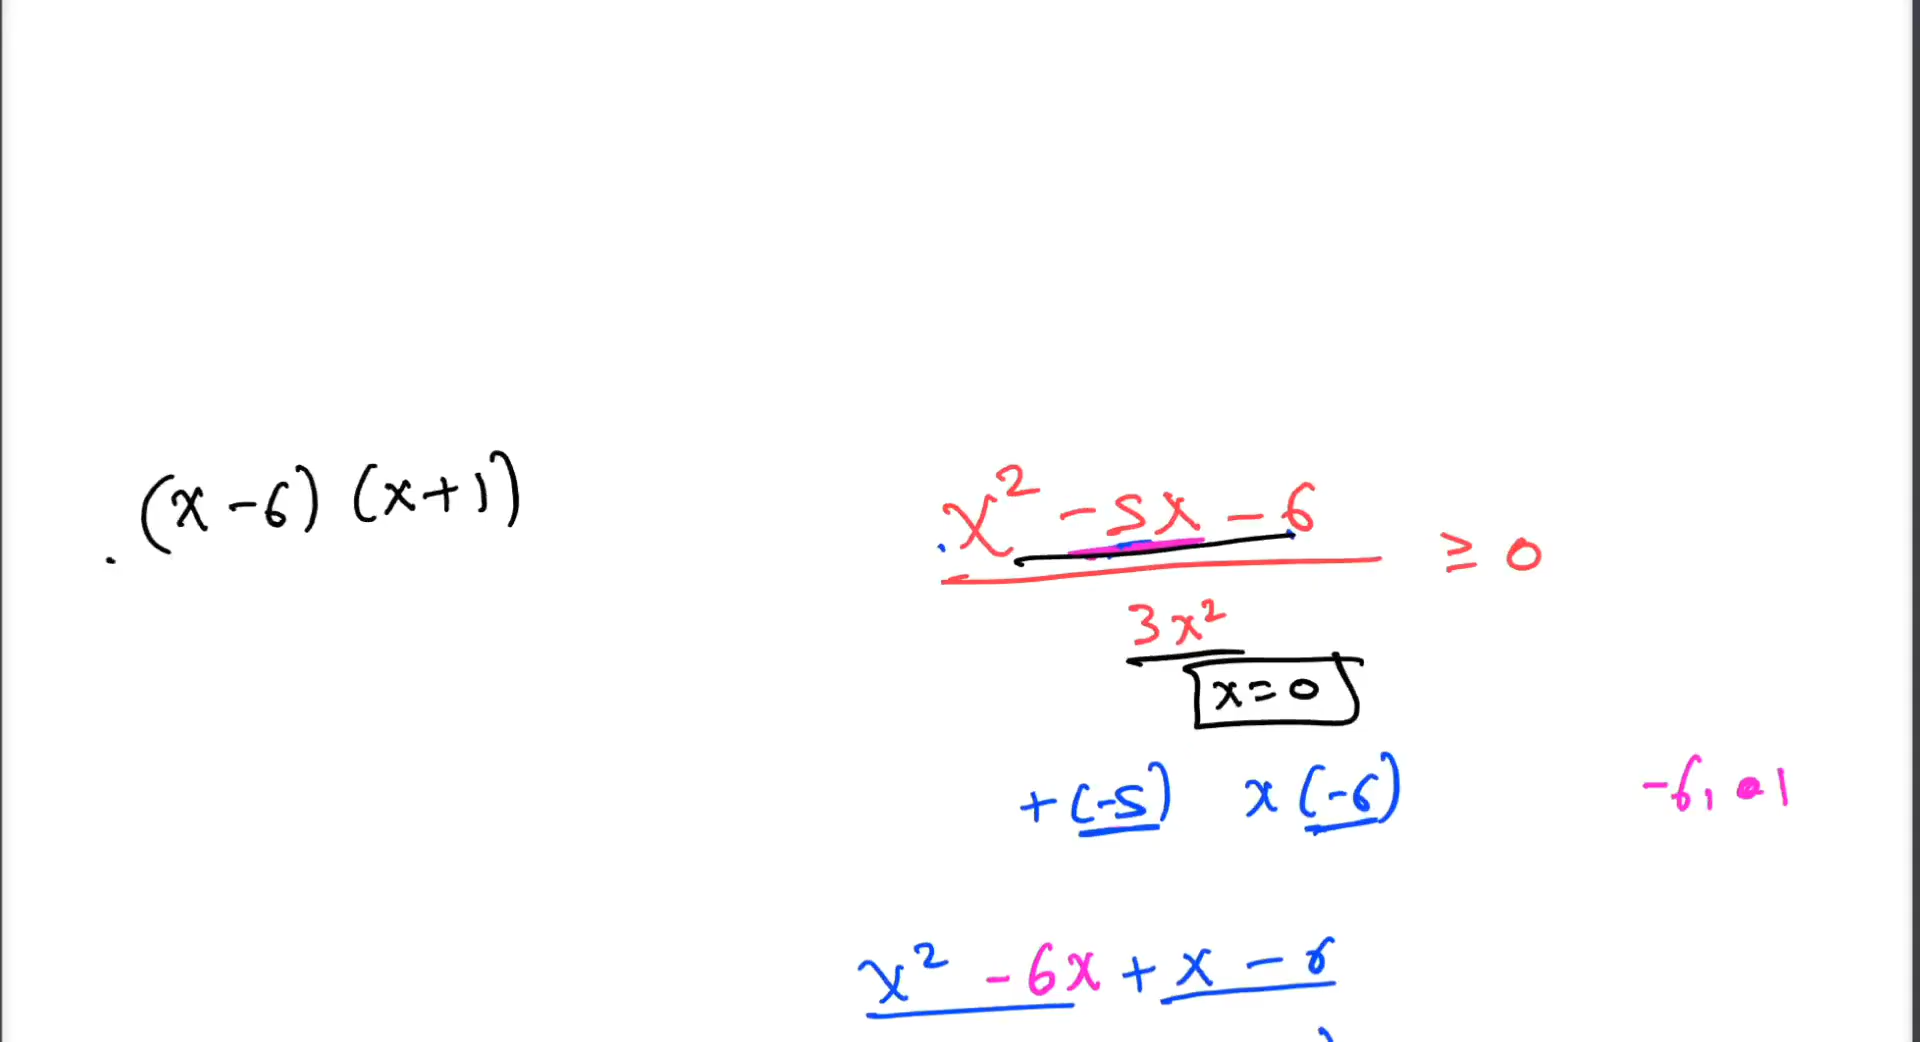 (x-6) (x+1)
x² -5x - 6
≥ 0
3x²
x=0
+(-5) x(-6)
-6, 1
x² -6x + x - 6